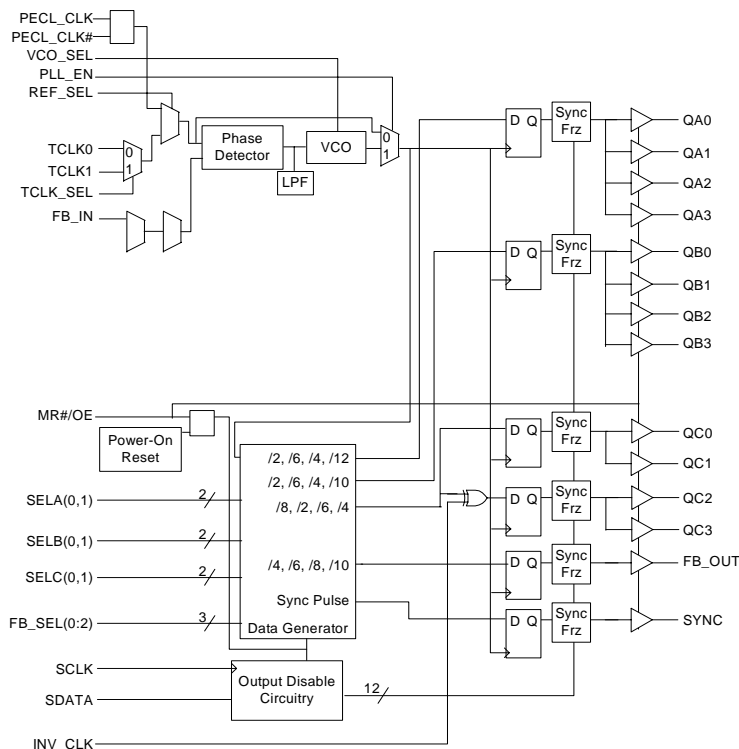 PECL_CLK
PECL_CLK#
VCO_SEL
PLL_EN
REF_SEL
TCLK0
TCLK1
TCLK_SEL
FB_IN
0
1
Phase
Detector
LPF
VCO
0
1
D Q
Sync
Frz
QA0
QA1
QA2
QA3
D Q
Sync
Frz
QB0
QB1
QB2
QB3
MR#/OE
Power-On
Reset
SELA(0,1)
2
SELB(0,1)
2
SELC(0,1)
2
FB_SEL(0:2)
3
/2, /6, /4, /12
/2, /6, /4, /10
/8, /2, /6, /4
/4, /6, /8, /10
Sync Pulse
Data Generator
D Q
Sync
Frz
QC0
QC1
D Q
Sync
Frz
QC2
QC3
D Q
Sync
Frz
FB_OUT
D Q
Sync
Frz
SYNC
SCLK
SDATA
Output Disable
Circuitry
12
INV_CLK